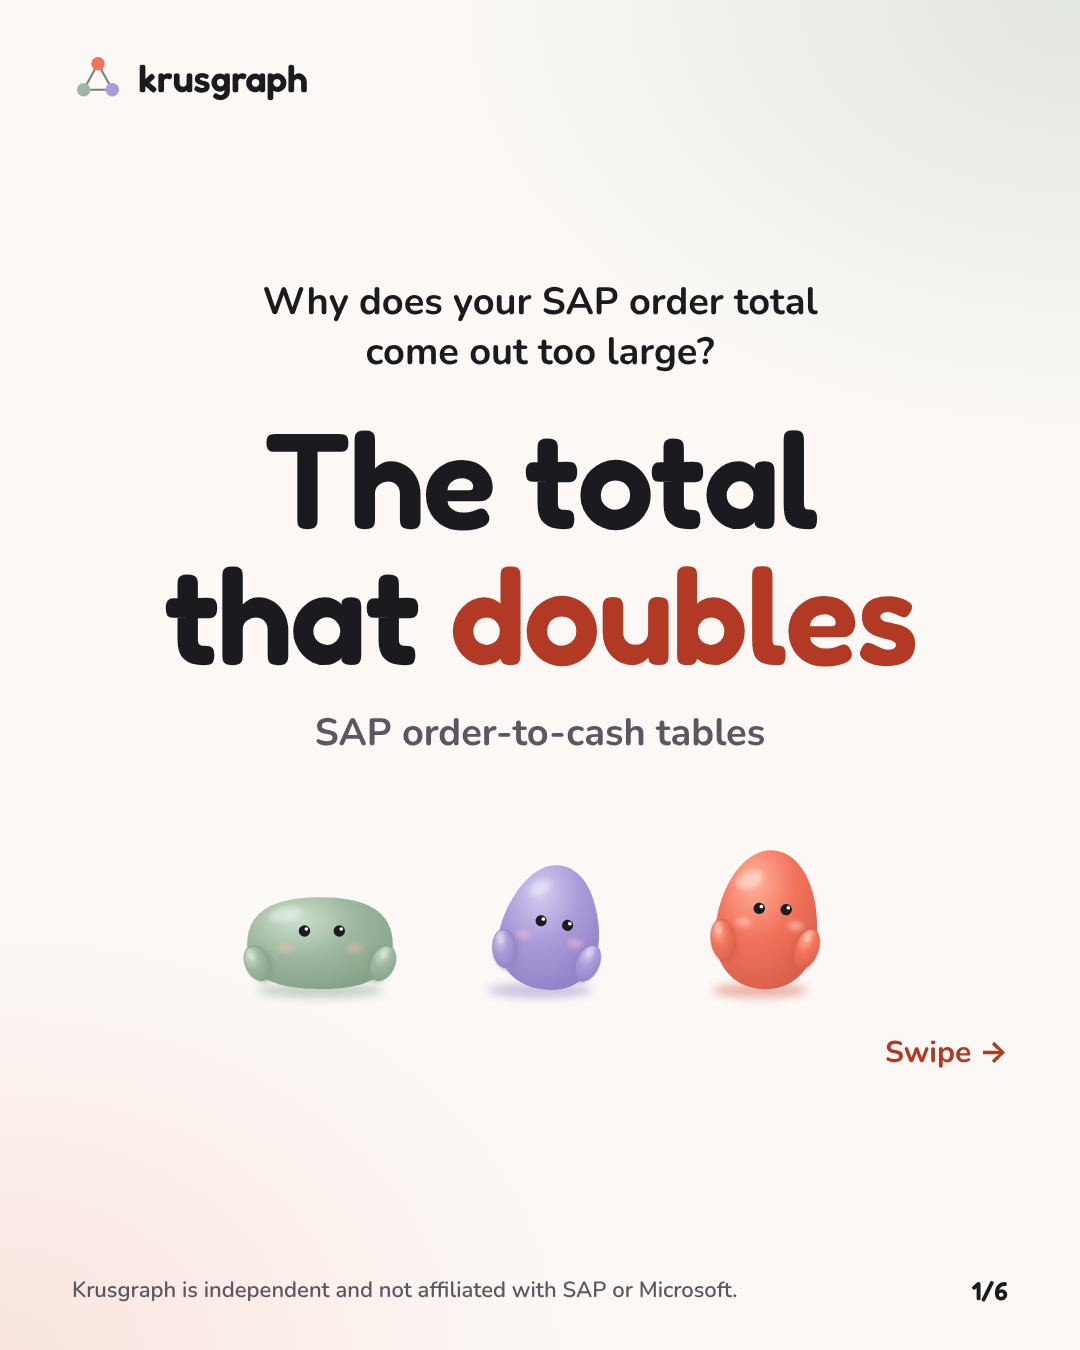 krusgraph
Why does your SAP order total
come out too large?
The total
that doubles
SAP order-to-cash tables
Swipe →
Krusgraph is independent and not affiliated with SAP or Microsoft.
1/6